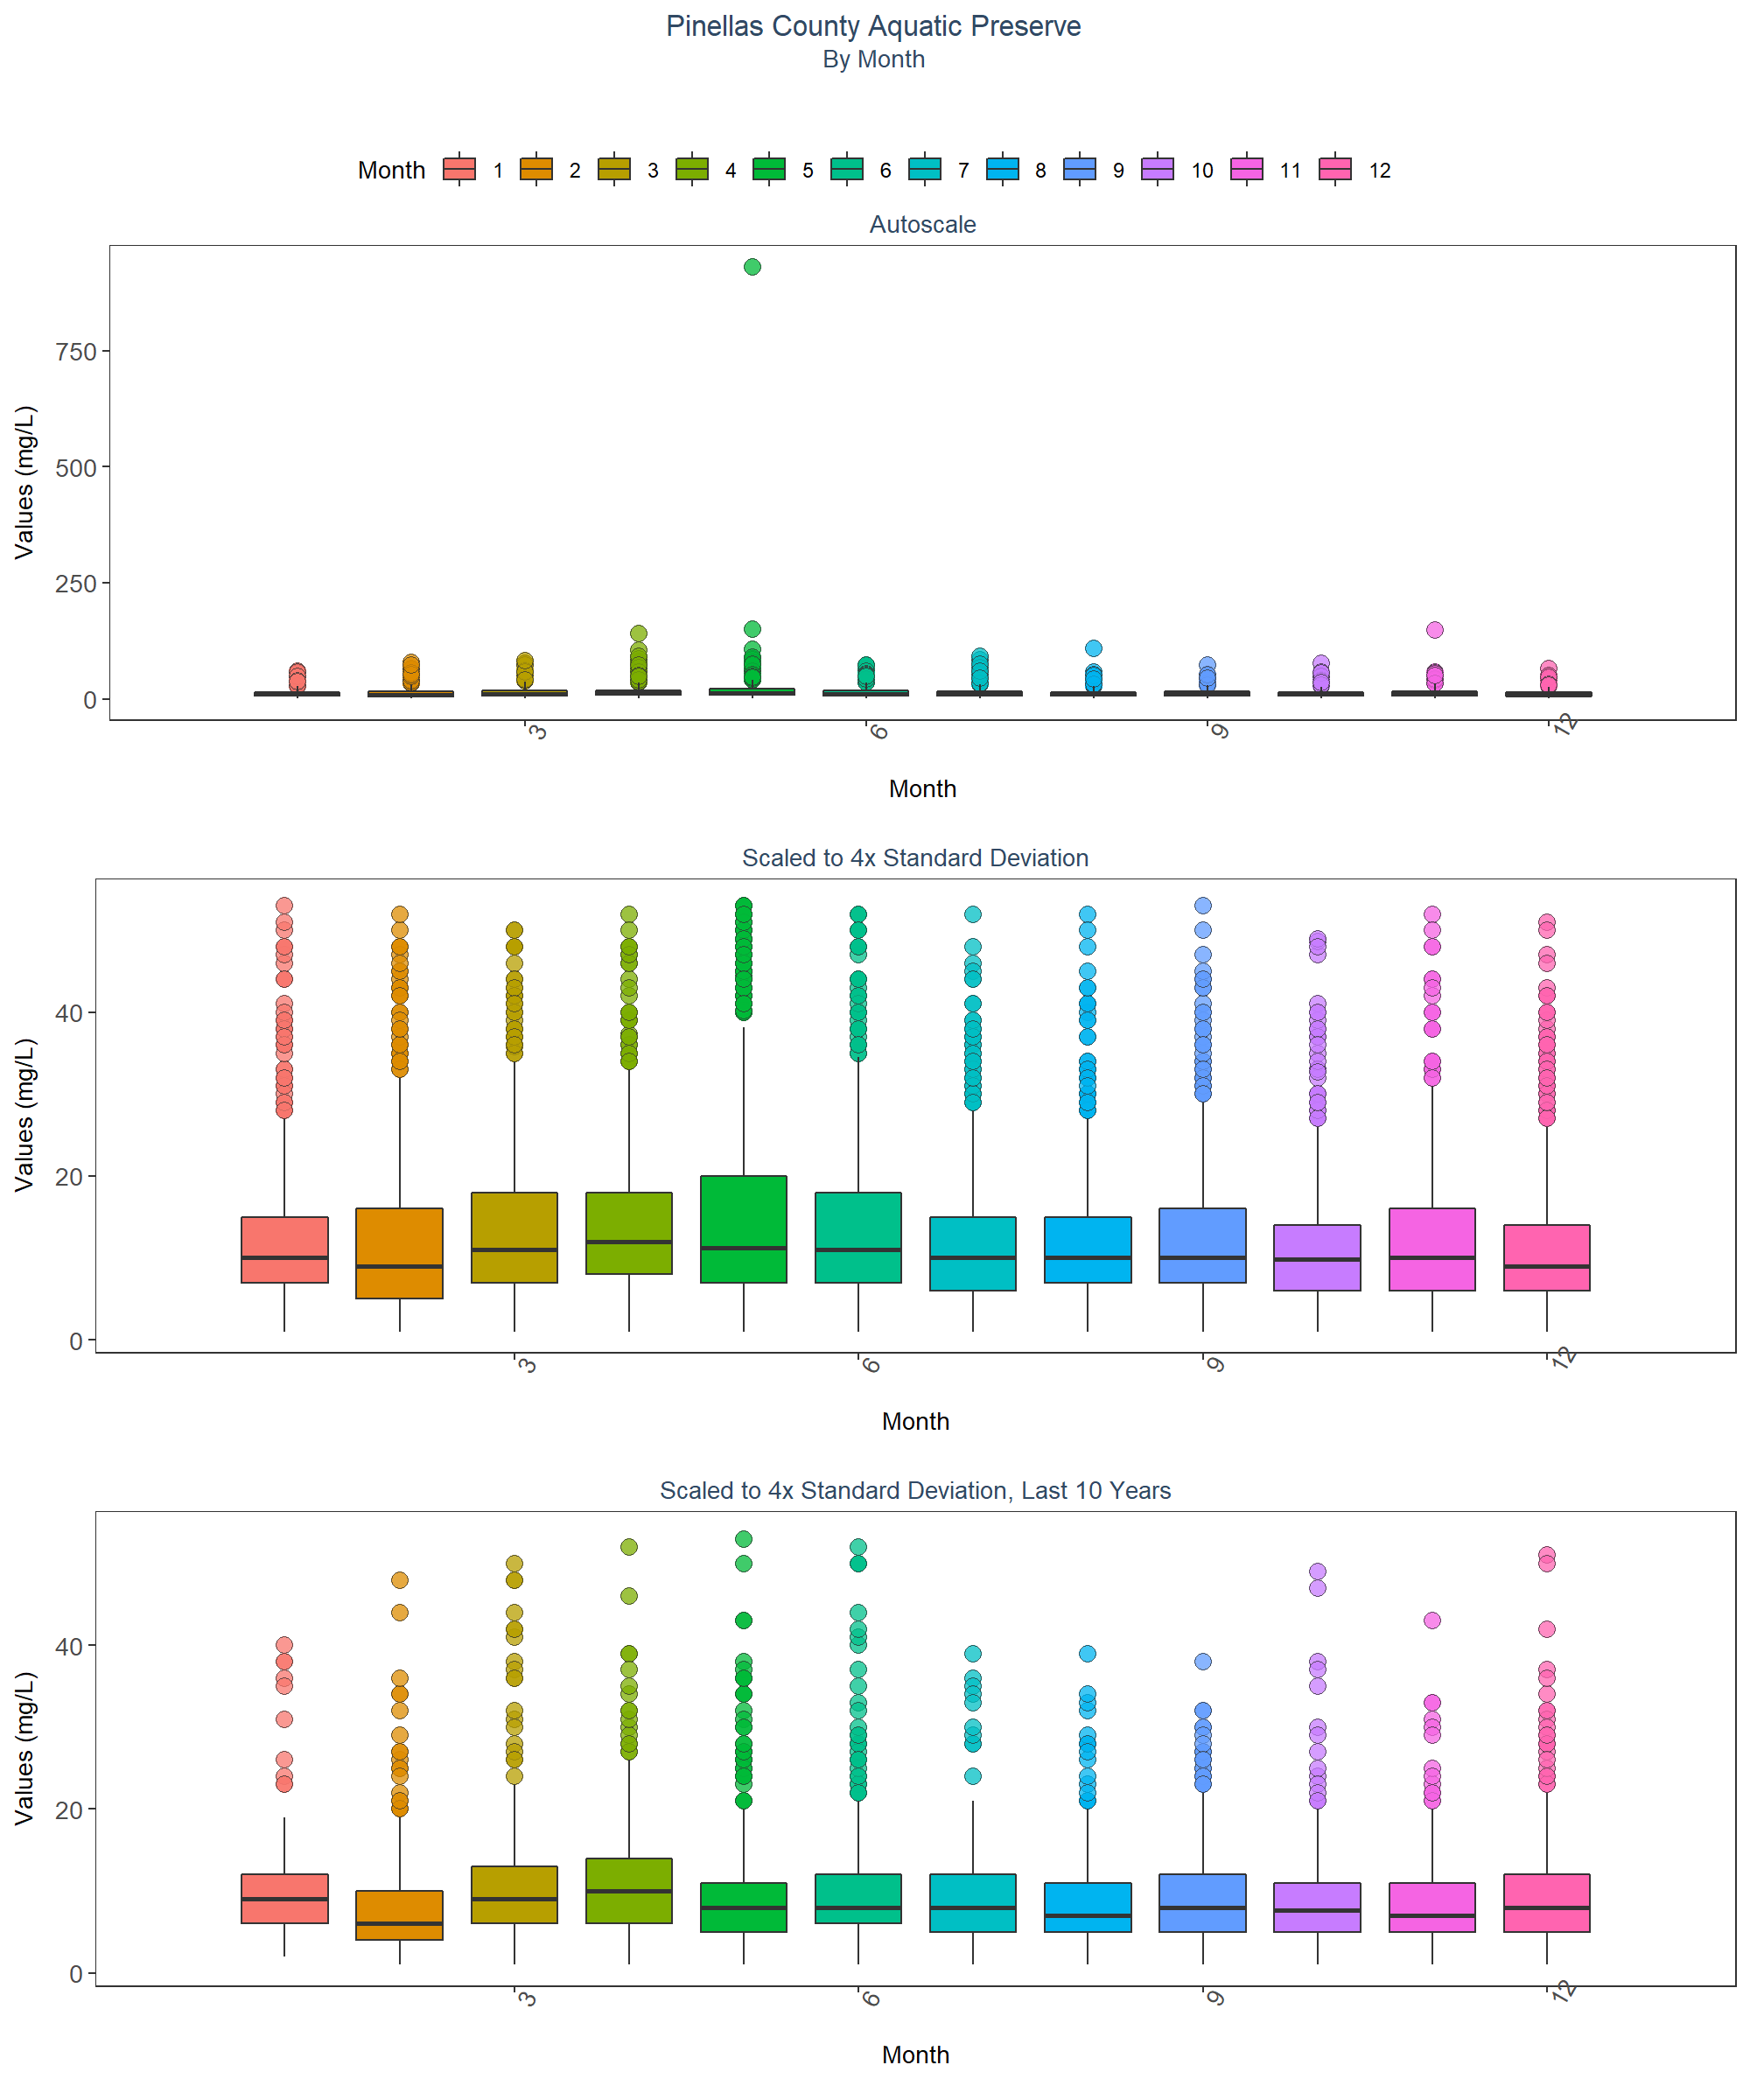 Pinellas County Aquatic Preserve
By Month
Month 1 2 3 4 5 6 7 8 9 10 11 12
Autoscale
Values (mg/L)
750
500
250
0
3 6 9 12
Month
Scaled to 4x Standard Deviation
Values (mg/L)
40
20
0
3 6 9 12
Month
Scaled to 4x Standard Deviation, Last 10 Years
Values (mg/L)
40
20
0
3 6 9 12
Month